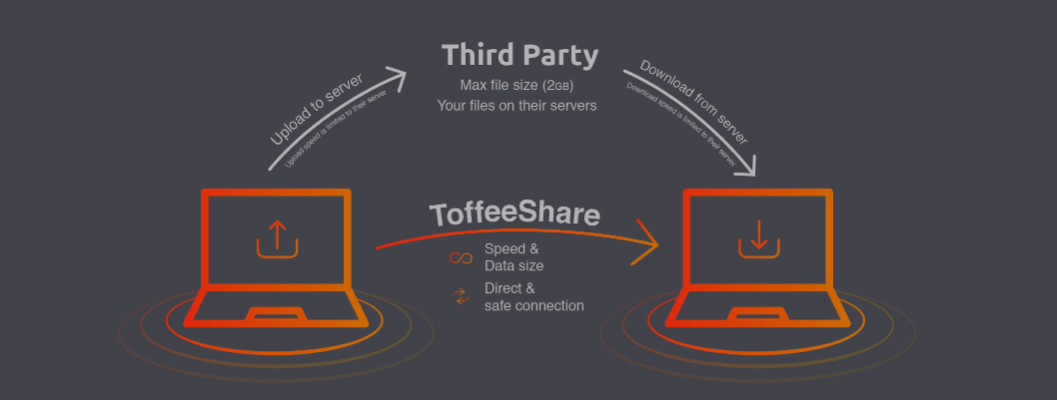 Third Party
Max file size (2GB)
Your files on their servers
Upload to server
Upload speed is limited to their server
Download from server
Download speed is limited to their server
ToffeeShare
Speed &
Data size
Direct &
safe connection